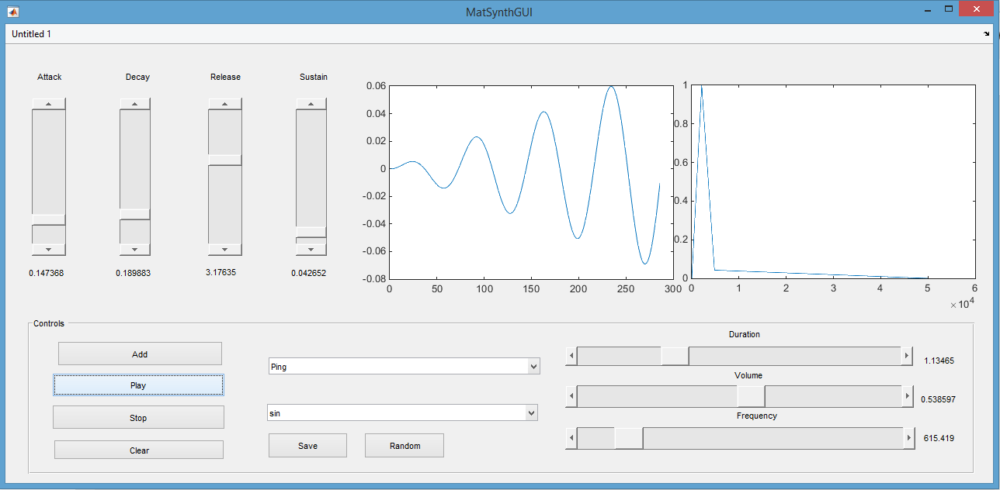 MatSynthGUI
Untitled 1
Attack Decay Release Sustain
0.147368 0.189883 3.17635 0.042652
0.06
0.04
0.02
0
-0.02
-0.04
-0.06
-0.08
0 50 100 150 200 250 300
1
0.8
0.6
0.4
0.2
0
0 1 2 3 4 5 6
×10^4
Controls
Add
Play
Stop
Clear
Ping
sin
Save Random
Duration
1.13465
Volume
0.538597
Frequency
615.419